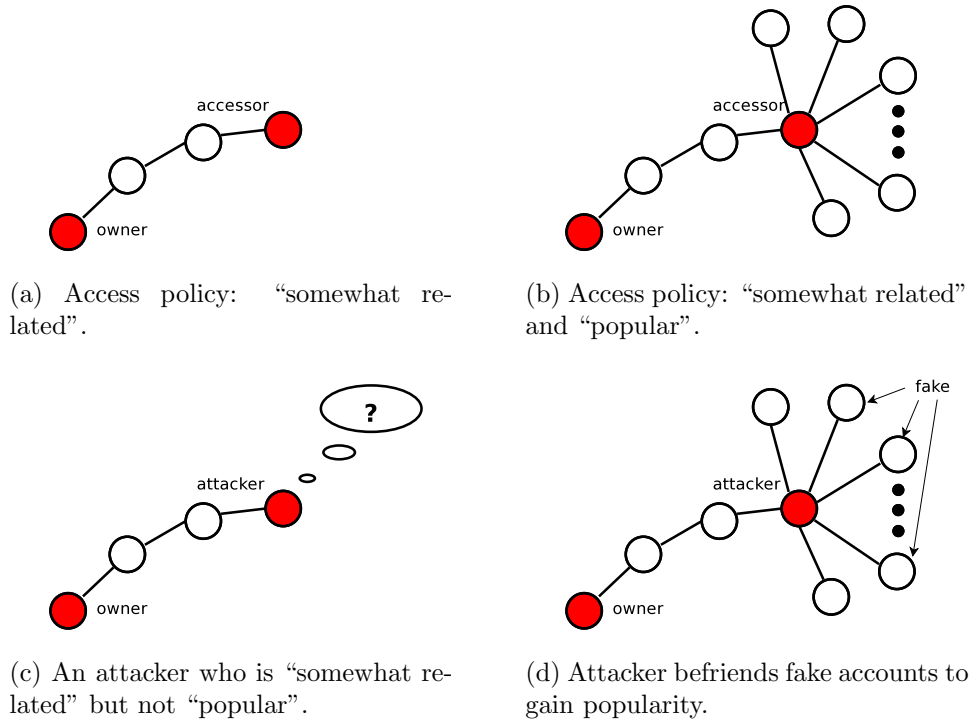 accessor
owner
(a) Access policy: “somewhat re-
lated”.
accessor
owner
(b) Access policy: “somewhat related”
and “popular”.
?
attacker
owner
(c) An attacker who is “somewhat re-
lated” but not “popular”.
fake
attacker
owner
(d) Attacker befriends fake accounts to
gain popularity.